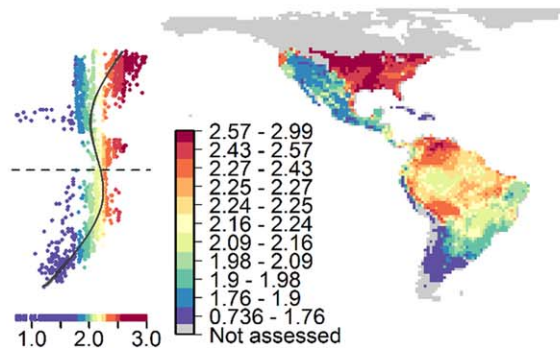 2.57 - 2.99
2.43 - 2.57
2.27 - 2.43
2.25 - 2.27
2.24 - 2.25
2.16 - 2.24
2.09 - 2.16
1.98 - 2.09
1.9 - 1.98
1.76 - 1.9
0.736 - 1.76
Not assessed
1.0 2.0 3.0